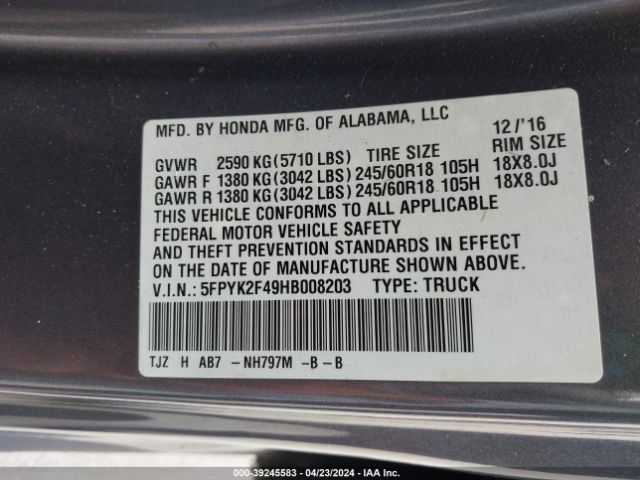 MFD. BY HONDA MFG. OF ALABAMA, LLC 12/'16
GVWR 2590 KG(5710 LBS) TIRE SIZE RIM SIZE
GAWR F 1380 KG(3042 LBS)245/60R18 105H 18X8.0J
GAWR R 1380 KG(3042 LBS)245/60R18 105H 18X8.0J
THIS VEHICLE CONFORMS TO ALL APPLICABLE
FEDERAL MOTOR VEHICLE SAFETY
AND THEFT PREVENTION STANDARDS IN EFFECT
ON THE DATE OF MANUFACTURE SHOWN ABOVE.
V.I.N.: 5FPYK2F49HB008203 TYPE: TRUCK
TJZ H AB7 -NH797M -B-B
000-39245583 - 04/23/2024 - IAA Inc.